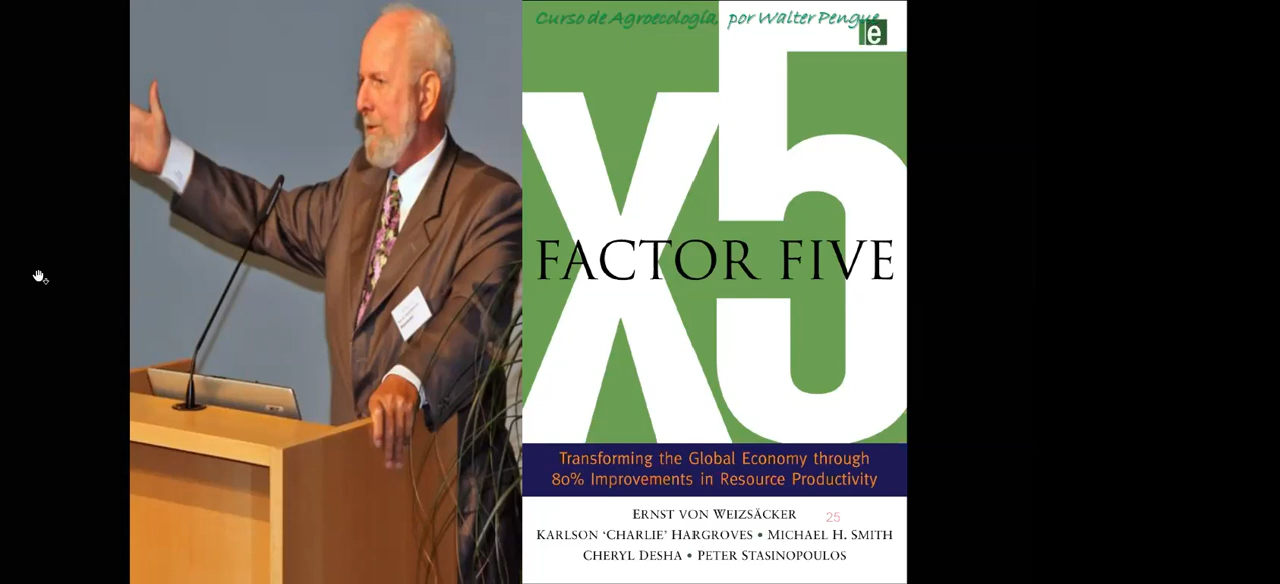 Curso de Agroecología, por Walter Pengue
e
X5
FACTOR FIVE
Transforming the Global Economy through
80% Improvements in Resource Productivity
ERNST VON WEIZSÄCKER
25
KARLSON ‘CHARLIE’ HARGROVES • MICHAEL H. SMITH
CHERYL DESHA • PETER STASINOPOULOS